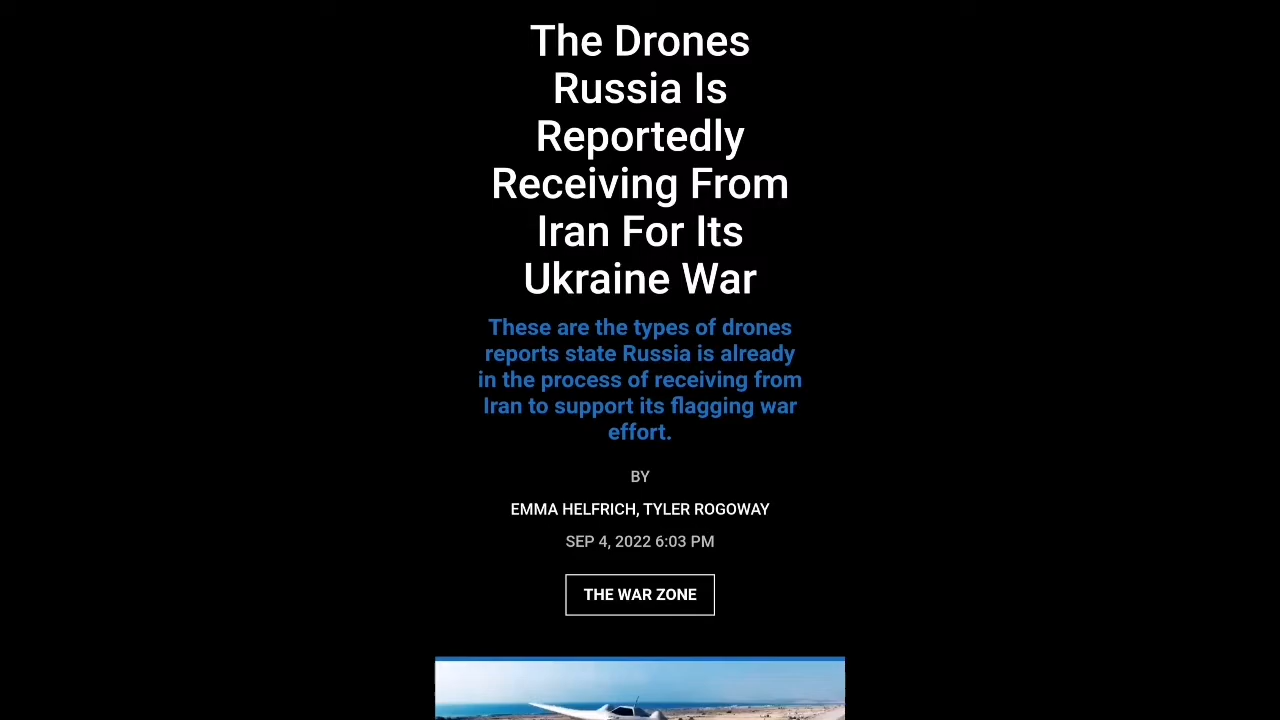 The Drones
Russia Is
Reportedly
Receiving From
Iran For Its
Ukraine War
These are the types of drones
reports state Russia is already
in the process of receiving from
Iran to support its flagging war
effort.
BY
EMMA HELFRICH, TYLER ROGOWAY
SEP 4, 2022 6:03 PM
THE WAR ZONE